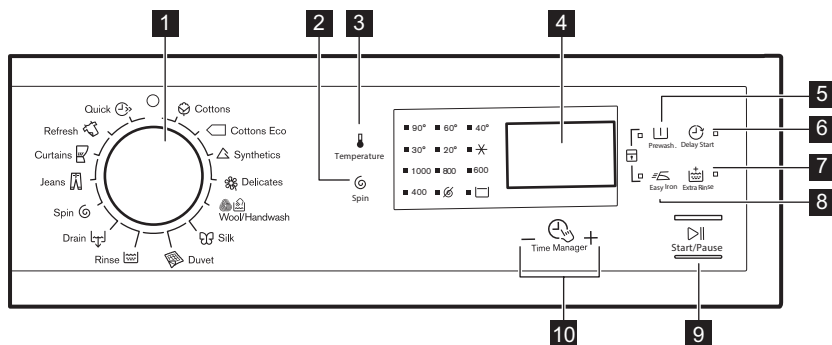 1
2
3
4
5
6
7
8
9
10
Quick
Cottons
Refresh
Cottons Eco
Curtains
Synthetics
Jeans
Delicates
Spin
Wool/Handwash
Drain
Silk
Rinse
Duvet
Temperature
Spin
90° 60° 40°
30° 20°
1000 800 600
400
Time Manager
− +
Prewash.
Delay Start
Easy Iron
Extra Rinse
Start/Pause